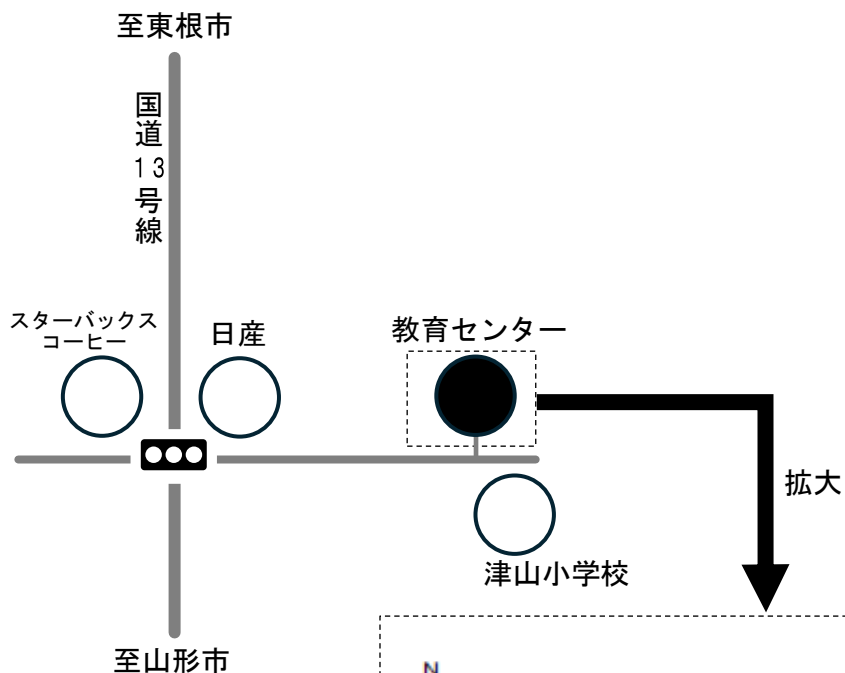 至東根市
国道13号線
スターバックス
コーヒー
日産
教育センター
拡大
津山小学校
至山形市
N